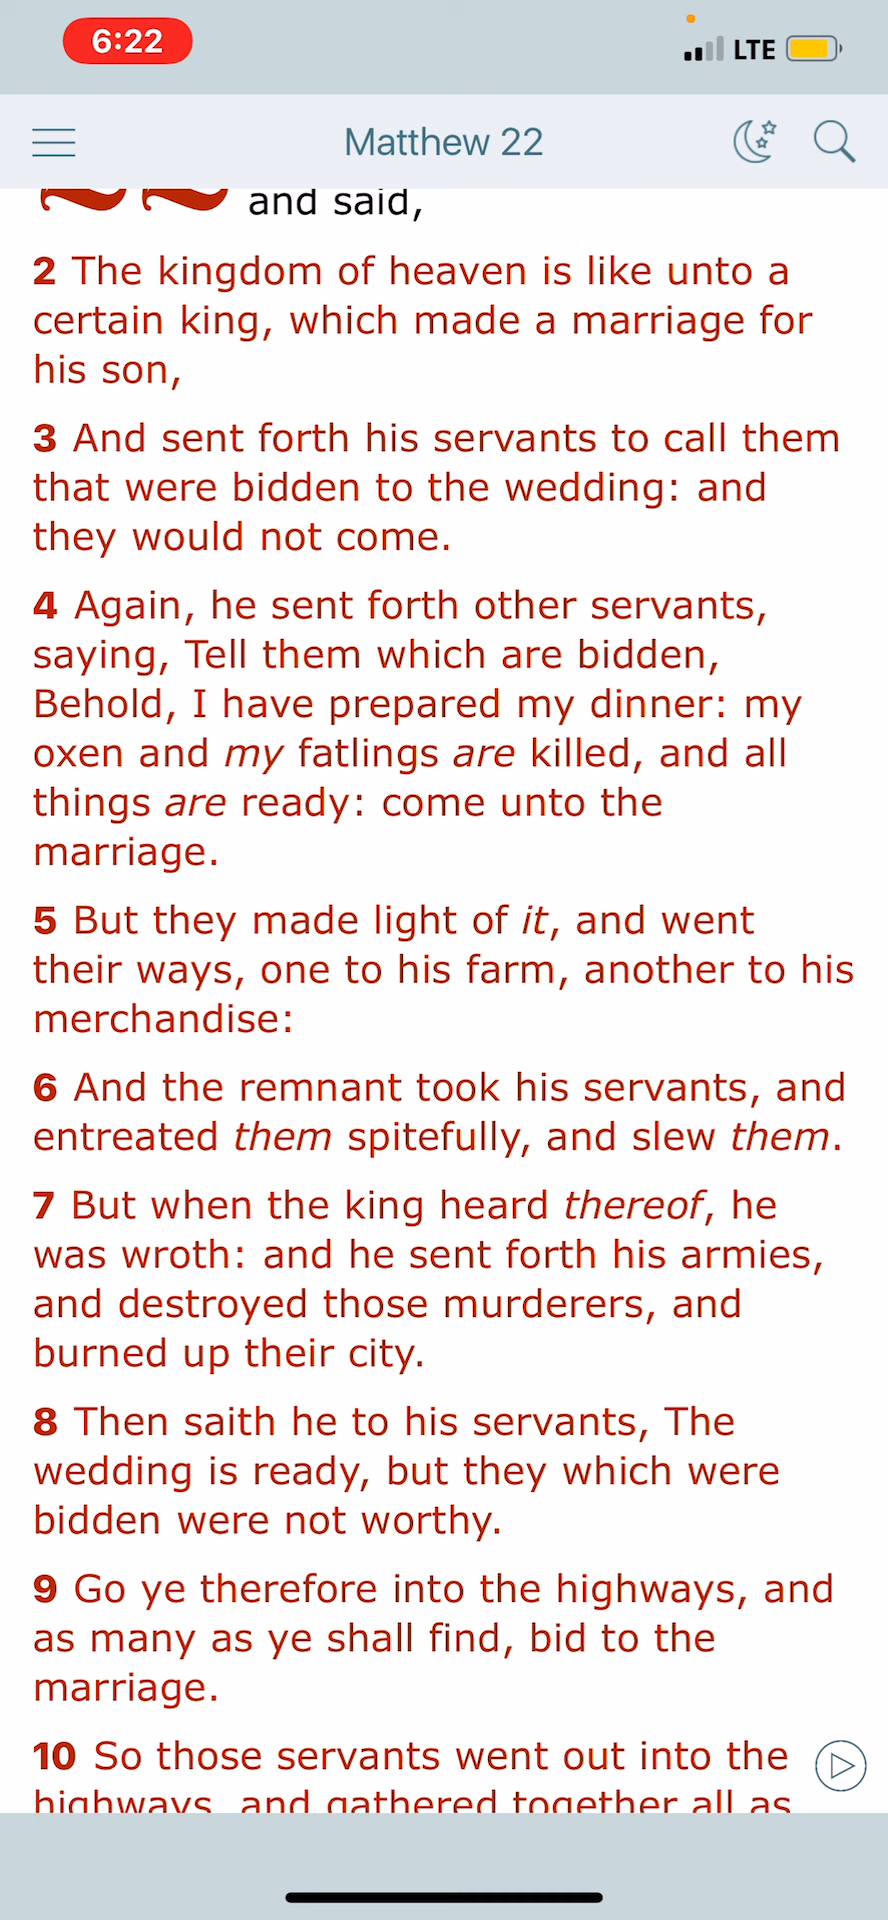 6:22
LTE
Matthew 22
22 and said,
2 The kingdom of heaven is like unto a
certain king, which made a marriage for
his son,
3 And sent forth his servants to call them
that were bidden to the wedding: and
they would not come.
4 Again, he sent forth other servants,
saying, Tell them which are bidden,
Behold, I have prepared my dinner: my
oxen and my fatlings are killed, and all
things are ready: come unto the
marriage.
5 But they made light of it, and went
their ways, one to his farm, another to his
merchandise:
6 And the remnant took his servants, and
entreated them spitefully, and slew them.
7 But when the king heard thereof, he
was wroth: and he sent forth his armies,
and destroyed those murderers, and
burned up their city.
8 Then saith he to his servants, The
wedding is ready, but they which were
bidden were not worthy.
9 Go ye therefore into the highways, and
as many as ye shall find, bid to the
marriage.
10 So those servants went out into the
highways, and gathered together all as